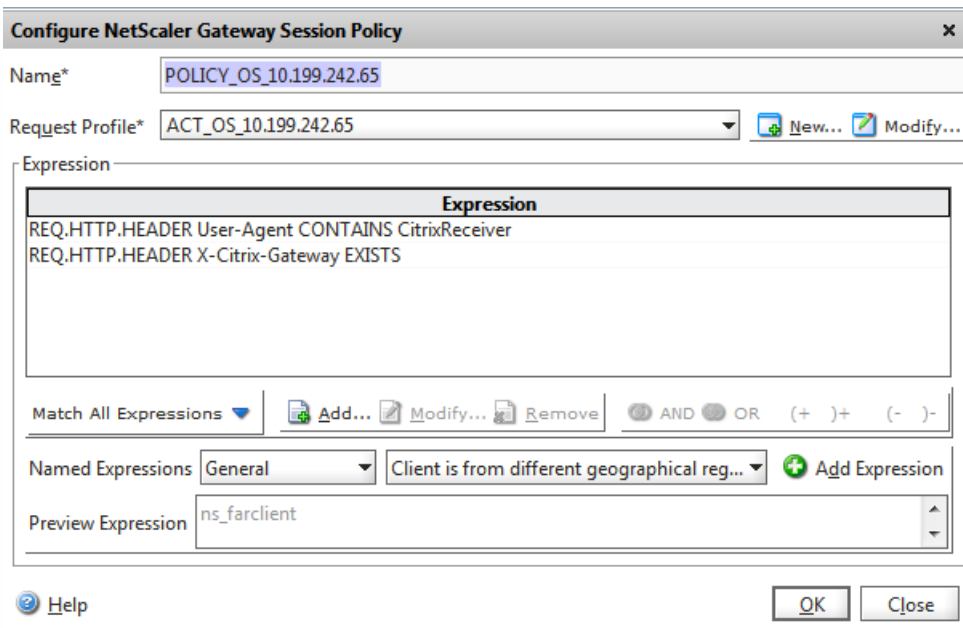 Configure NetScaler Gateway Session Policy x
Name* POLICY_OS_10.199.242.65
Request Profile* ACT_OS_10.199.242.65 New... Modify...
Expression
Expression
REQ.HTTP.HEADER User-Agent CONTAINS CitrixReceiver
REQ.HTTP.HEADER X-Citrix-Gateway EXISTS
Match All Expressions Add... Modify... Remove AND OR (+ )+ (- )-
Named Expressions General Client is from different geographical reg... Add Expression
Preview Expression ns_farclient
Help OK Close